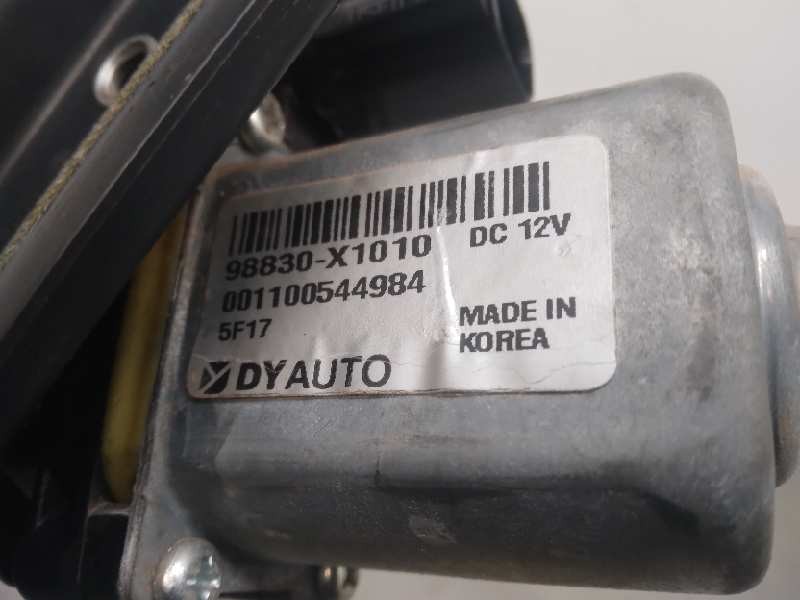 98830-X1010 DC 12V
001100544984
5F17
MADE IN
KOREA
DYAUTO